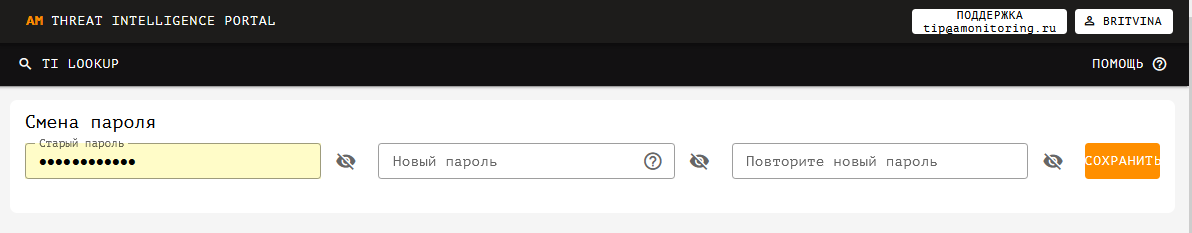 AM THREAT INTELLIGENCE PORTAL
ПОДДЕРЖКА
tip@amonitoring.ru
BRITVINA
TI LOOKUP
ПОМОЩЬ
Смена пароля
Старый пароль
••••••••••••
Новый пароль
Повторите новый пароль
СОХРАНИТЬ